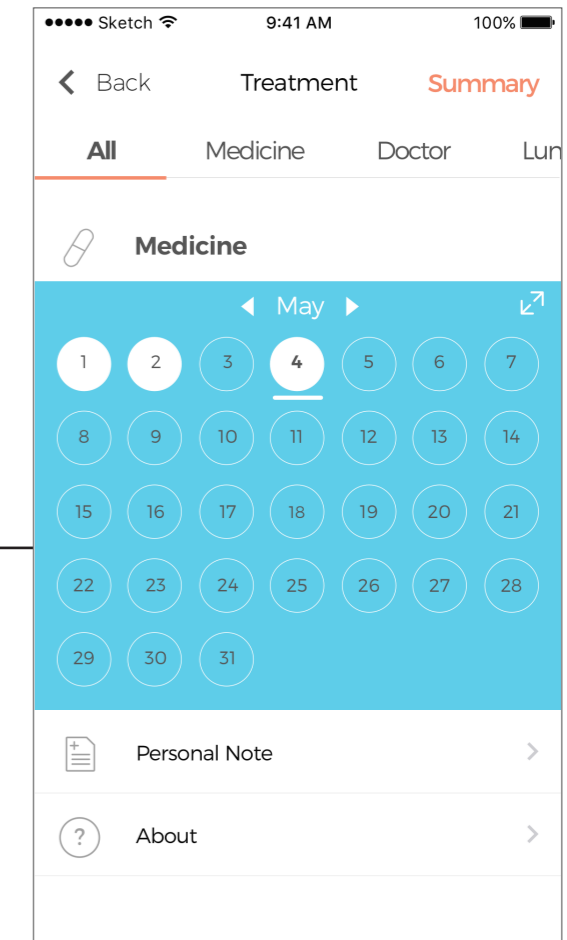 Sketch 9:41 AM 100%
Back Treatment Summary
All Medicine Doctor Lun
Medicine
May
1 2 3 4 5 6 7
8 9 10 11 12 13 14
15 16 17 18 19 20 21
22 23 24 25 26 27 28
29 30 31
Personal Note
? About